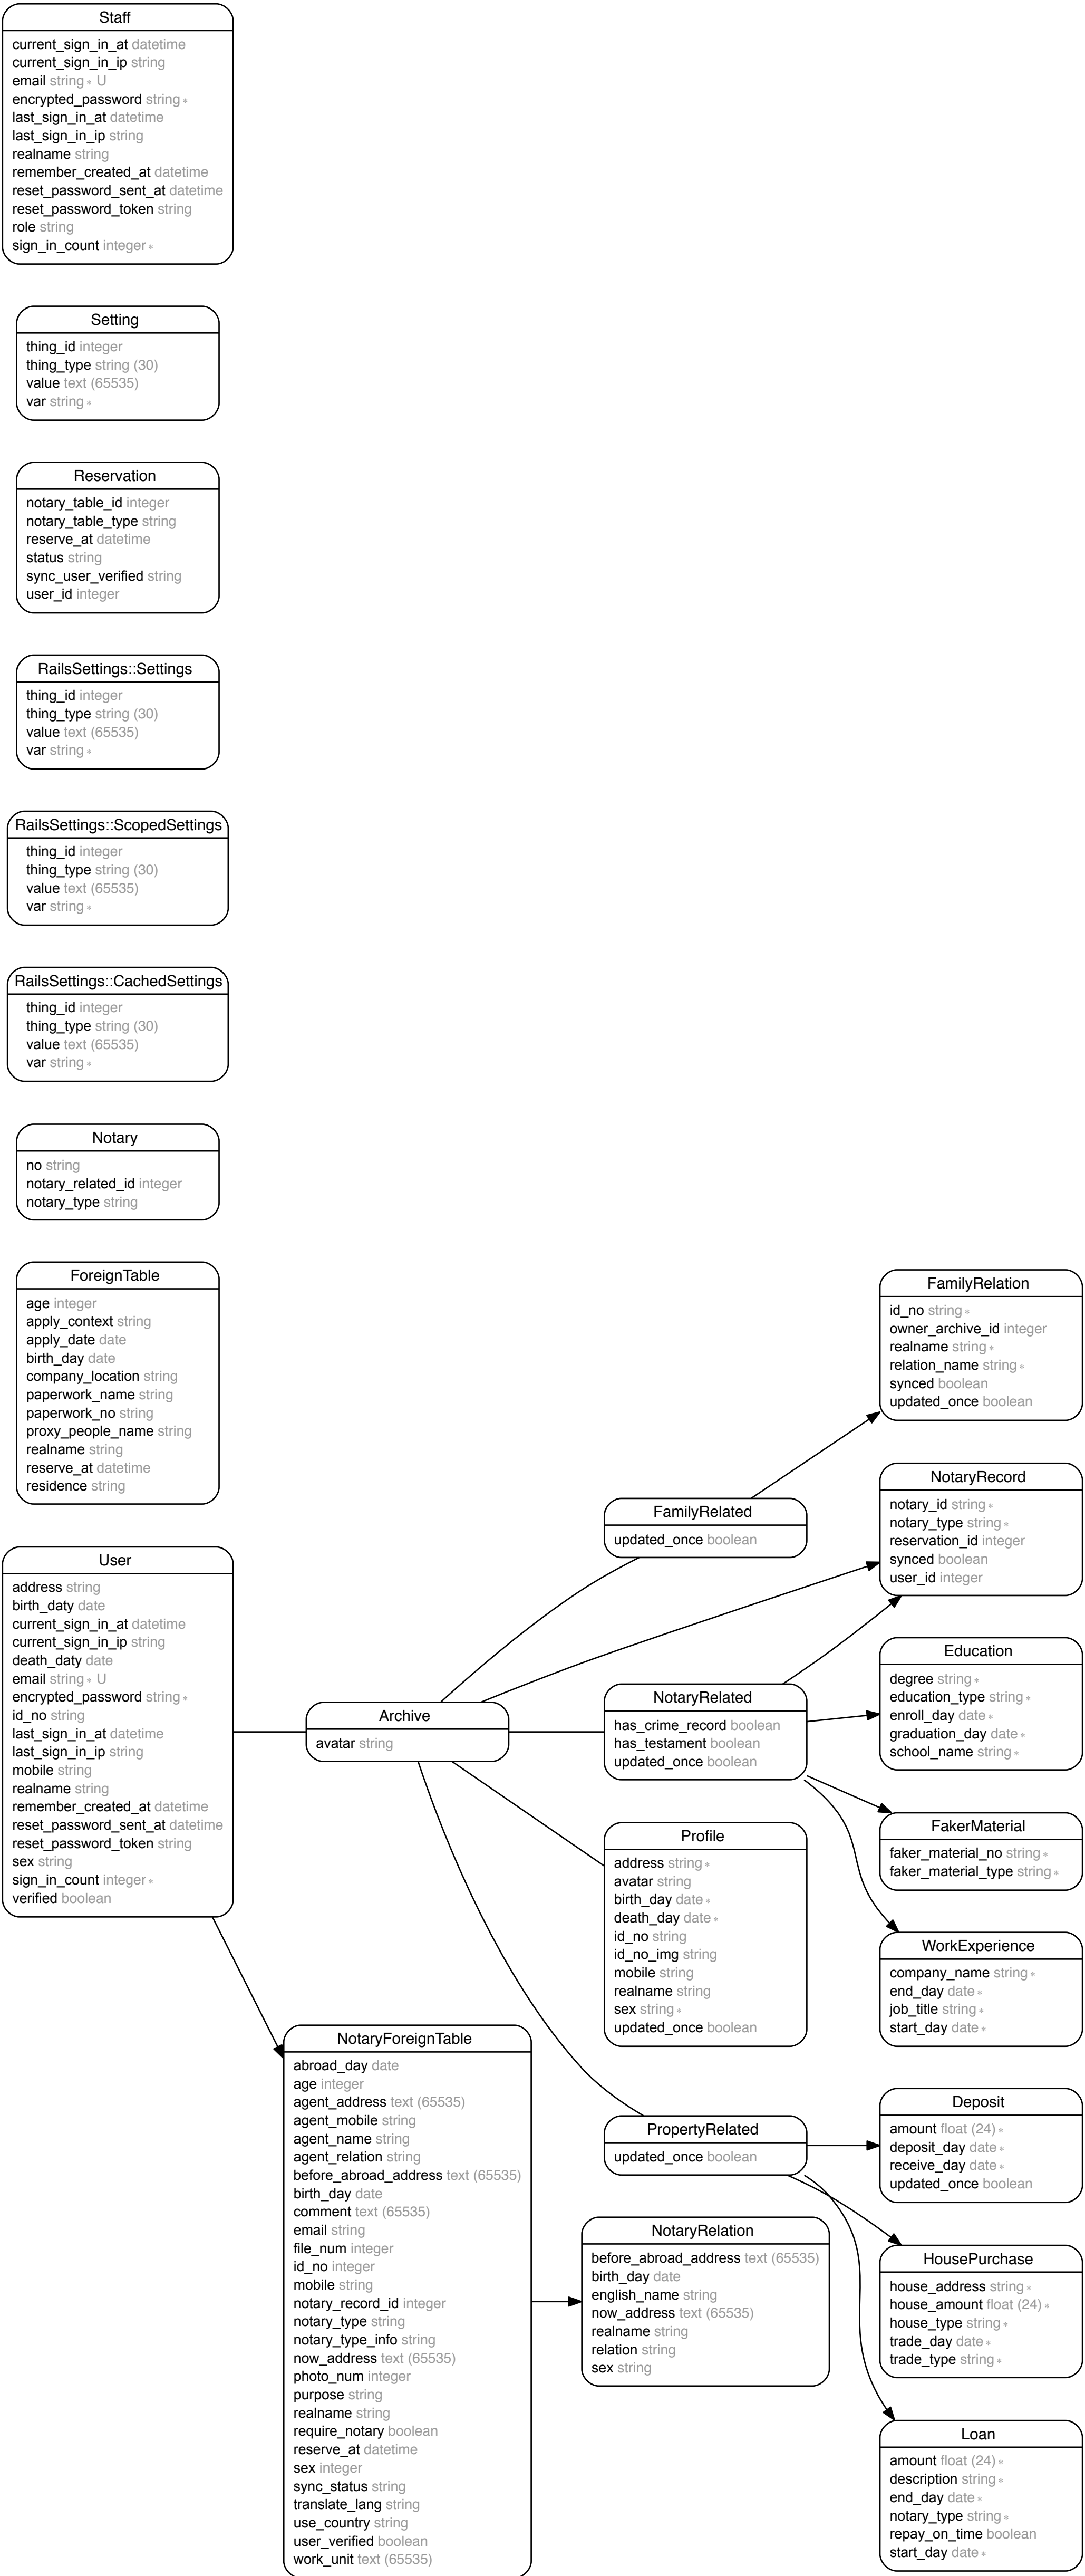 Staff
current_sign_in_at datetime
current_sign_in_ip string
email string * U
encrypted_password string *
last_sign_in_at datetime
last_sign_in_ip string
realname string
remember_created_at datetime
reset_password_sent_at datetime
reset_password_token string
role string
sign_in_count integer *
Setting
thing_id integer
thing_type string (30)
value text (65535)
var string *
Reservation
notary_table_id integer
notary_table_type string
reserve_at datetime
status string
sync_user_verified string
user_id integer
RailsSettings::Settings
thing_id integer
thing_type string (30)
value text (65535)
var string *
RailsSettings::ScopedSettings
thing_id integer
thing_type string (30)
value text (65535)
var string *
RailsSettings::CachedSettings
thing_id integer
thing_type string (30)
value text (65535)
var string *
Notary
no string
notary_related_id integer
notary_type string
ForeignTable
age integer
apply_context string
apply_date date
birth_day date
company_location string
paperwork_name string
paperwork_no string
proxy_people_name string
realname string
reserve_at datetime
residence string
User
address string
birth_daty date
current_sign_in_at datetime
current_sign_in_ip string
death_daty date
email string * U
encrypted_password string *
id_no string
last_sign_in_at datetime
last_sign_in_ip string
mobile string
realname string
remember_created_at datetime
reset_password_sent_at datetime
reset_password_token string
sex string
sign_in_count integer *
verified boolean
Archive
avatar string
NotaryForeignTable
abroad_day date
age integer
agent_address text (65535)
agent_mobile string
agent_name string
agent_relation string
before_abroad_address text (65535)
birth_day date
comment text (65535)
email string
file_num integer
id_no integer
mobile string
notary_record_id integer
notary_type string
notary_type_info string
now_address text (65535)
photo_num integer
purpose string
realname string
require_notary boolean
reserve_at datetime
sex integer
sync_status string
translate_lang string
use_country string
user_verified boolean
work_unit text (65535)
FamilyRelated
updated_once boolean
NotaryRelated
has_crime_record boolean
has_testament boolean
updated_once boolean
Profile
address string *
avatar string
birth_day date *
death_day date *
id_no string
id_no_img string
mobile string
realname string
sex string *
updated_once boolean
PropertyRelated
updated_once boolean
NotaryRelation
before_abroad_address text (65535)
birth_day date
english_name string
now_address text (65535)
realname string
relation string
sex string
FamilyRelation
id_no string *
owner_archive_id integer
realname string *
relation_name string *
synced boolean
updated_once boolean
NotaryRecord
notary_id string *
notary_type string *
reservation_id integer
synced boolean
user_id integer
Education
degree string *
education_type string *
enroll_day date *
graduation_day date *
school_name string *
FakerMaterial
faker_material_no string *
faker_material_type string *
WorkExperience
company_name string *
end_day date *
job_title string *
start_day date *
Deposit
amount float (24) *
deposit_day date *
receive_day date *
updated_once boolean
HousePurchase
house_address string *
house_amount float (24) *
house_type string *
trade_day date *
trade_type string *
Loan
amount float (24) *
description string *
end_day date *
notary_type string *
repay_on_time boolean
start_day date *